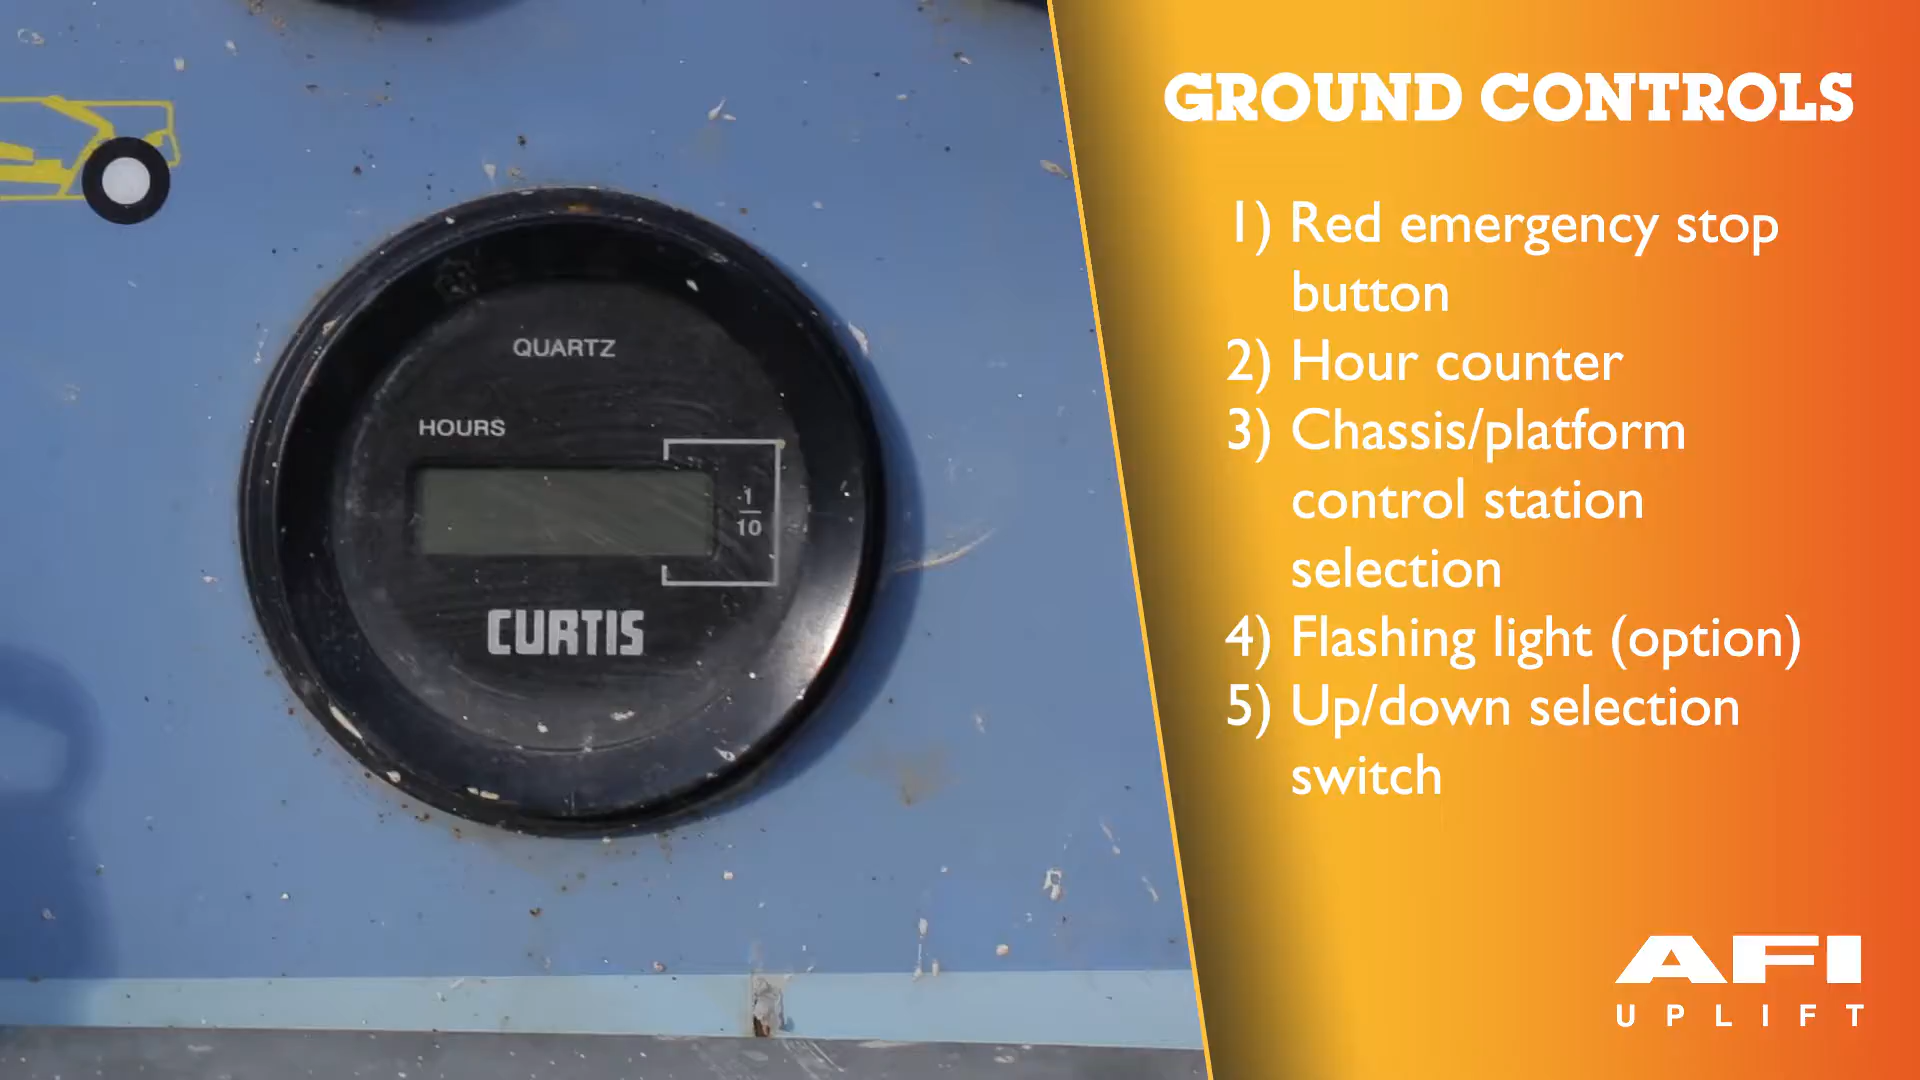 QUARTZ
HOURS
1
10
CURTIS
GROUND CONTROLS
1) Red emergency stop
button
2) Hour counter
3) Chassis/platform
control station
selection
4) Flashing light (option)
5) Up/down selection
switch
AFI
UPLIFT